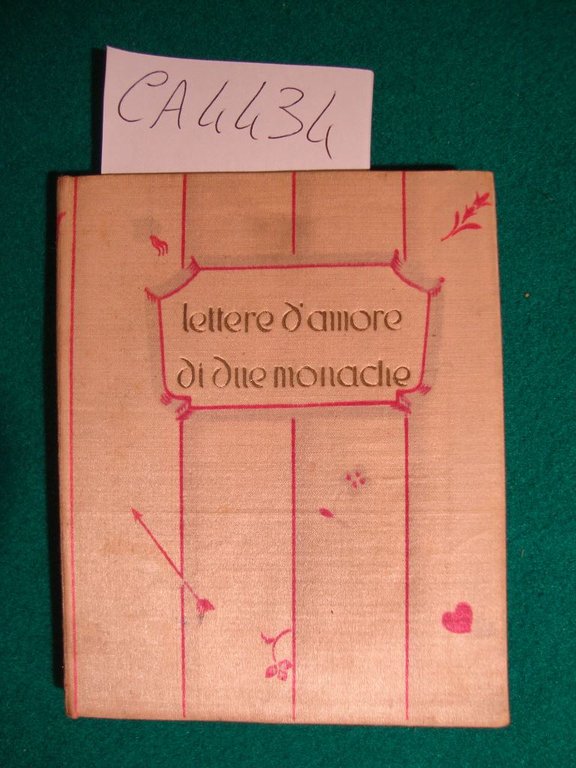 CA4434
lettere d'amore
di due monache